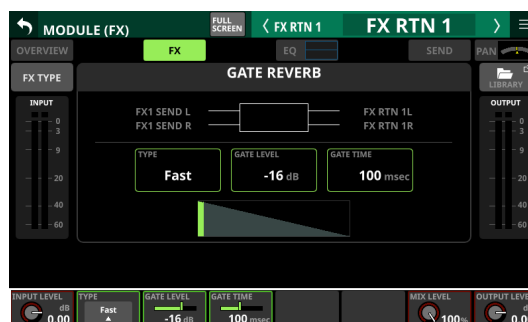 MODULE (FX)
FULL SCREEN
FX RTN 1
FX RTN 1
OVERVIEW
FX
EQ
SEND
PAN
FX TYPE
GATE REVERB
LIBRARY
INPUT
0
3
9
20
40
60
FX1 SEND L
FX1 SEND R
FX RTN 1L
FX RTN 1R
TYPE
Fast
GATE LEVEL
-16 dB
GATE TIME
100 msec
OUTPUT
0
3
9
20
40
60
INPUT LEVEL
dB
0.00
TYPE
Fast
GATE LEVEL
-16 dB
GATE TIME
100 msec
MIX LEVEL
100%
OUTPUT LEVE
d
0.0